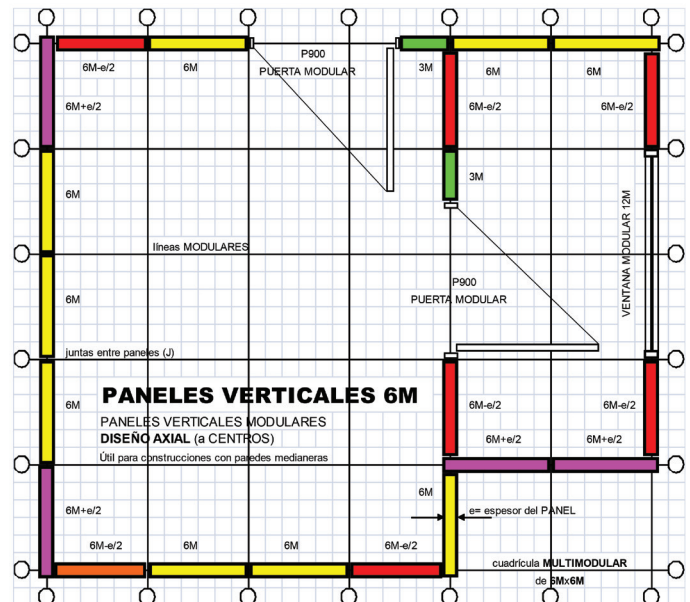 P900
PUERTA MODULAR
6M-e/2
6M
3M
6M
6M
6M+e/2
6M-e/2
6M-e/2
6M
3M
VENTANA MODULAR 12M
líneas MODULARES
P900
PUERTA MODULAR
6M
juntas entre paneles (J)
PANELES VERTICALES 6M
6M
6M-e/2
6M-e/2
PANELES VERTICALES MODULARES
DISEÑO AXIAL (a CENTROS)
6M+e/2
6M+e/2
Útil para construcciones con paredes medianeras
6M
6M+e/2
e= espesor del PANEL
6M-e/2
6M
6M
6M-e/2
cuadrícula MULTIMODULAR
de 6Mx6M